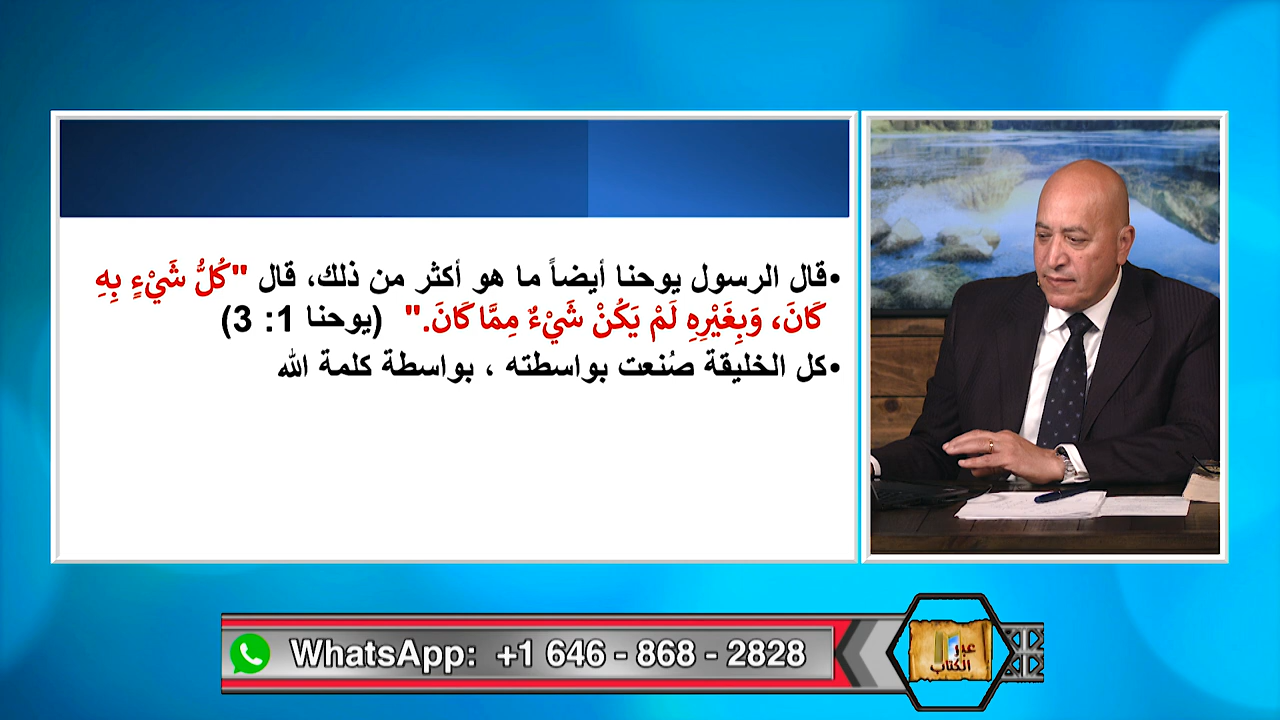 •قال الرسول يوحنا أيضاً ما هو أكثر من ذلك، قال "كُلُّ شَيْءٍ بِهِ
كَانَ، وَبِغَيْرِهِ لَمْ يَكُنْ شَيْءٌ مِمَّا كَانَ." (يوحنا 1: 3)
•كل الخليقة صُنعت بواسطته ، بواسطة كلمة الله
WhatsApp: +1 646 - 868 - 2828
عبر
الكتاب